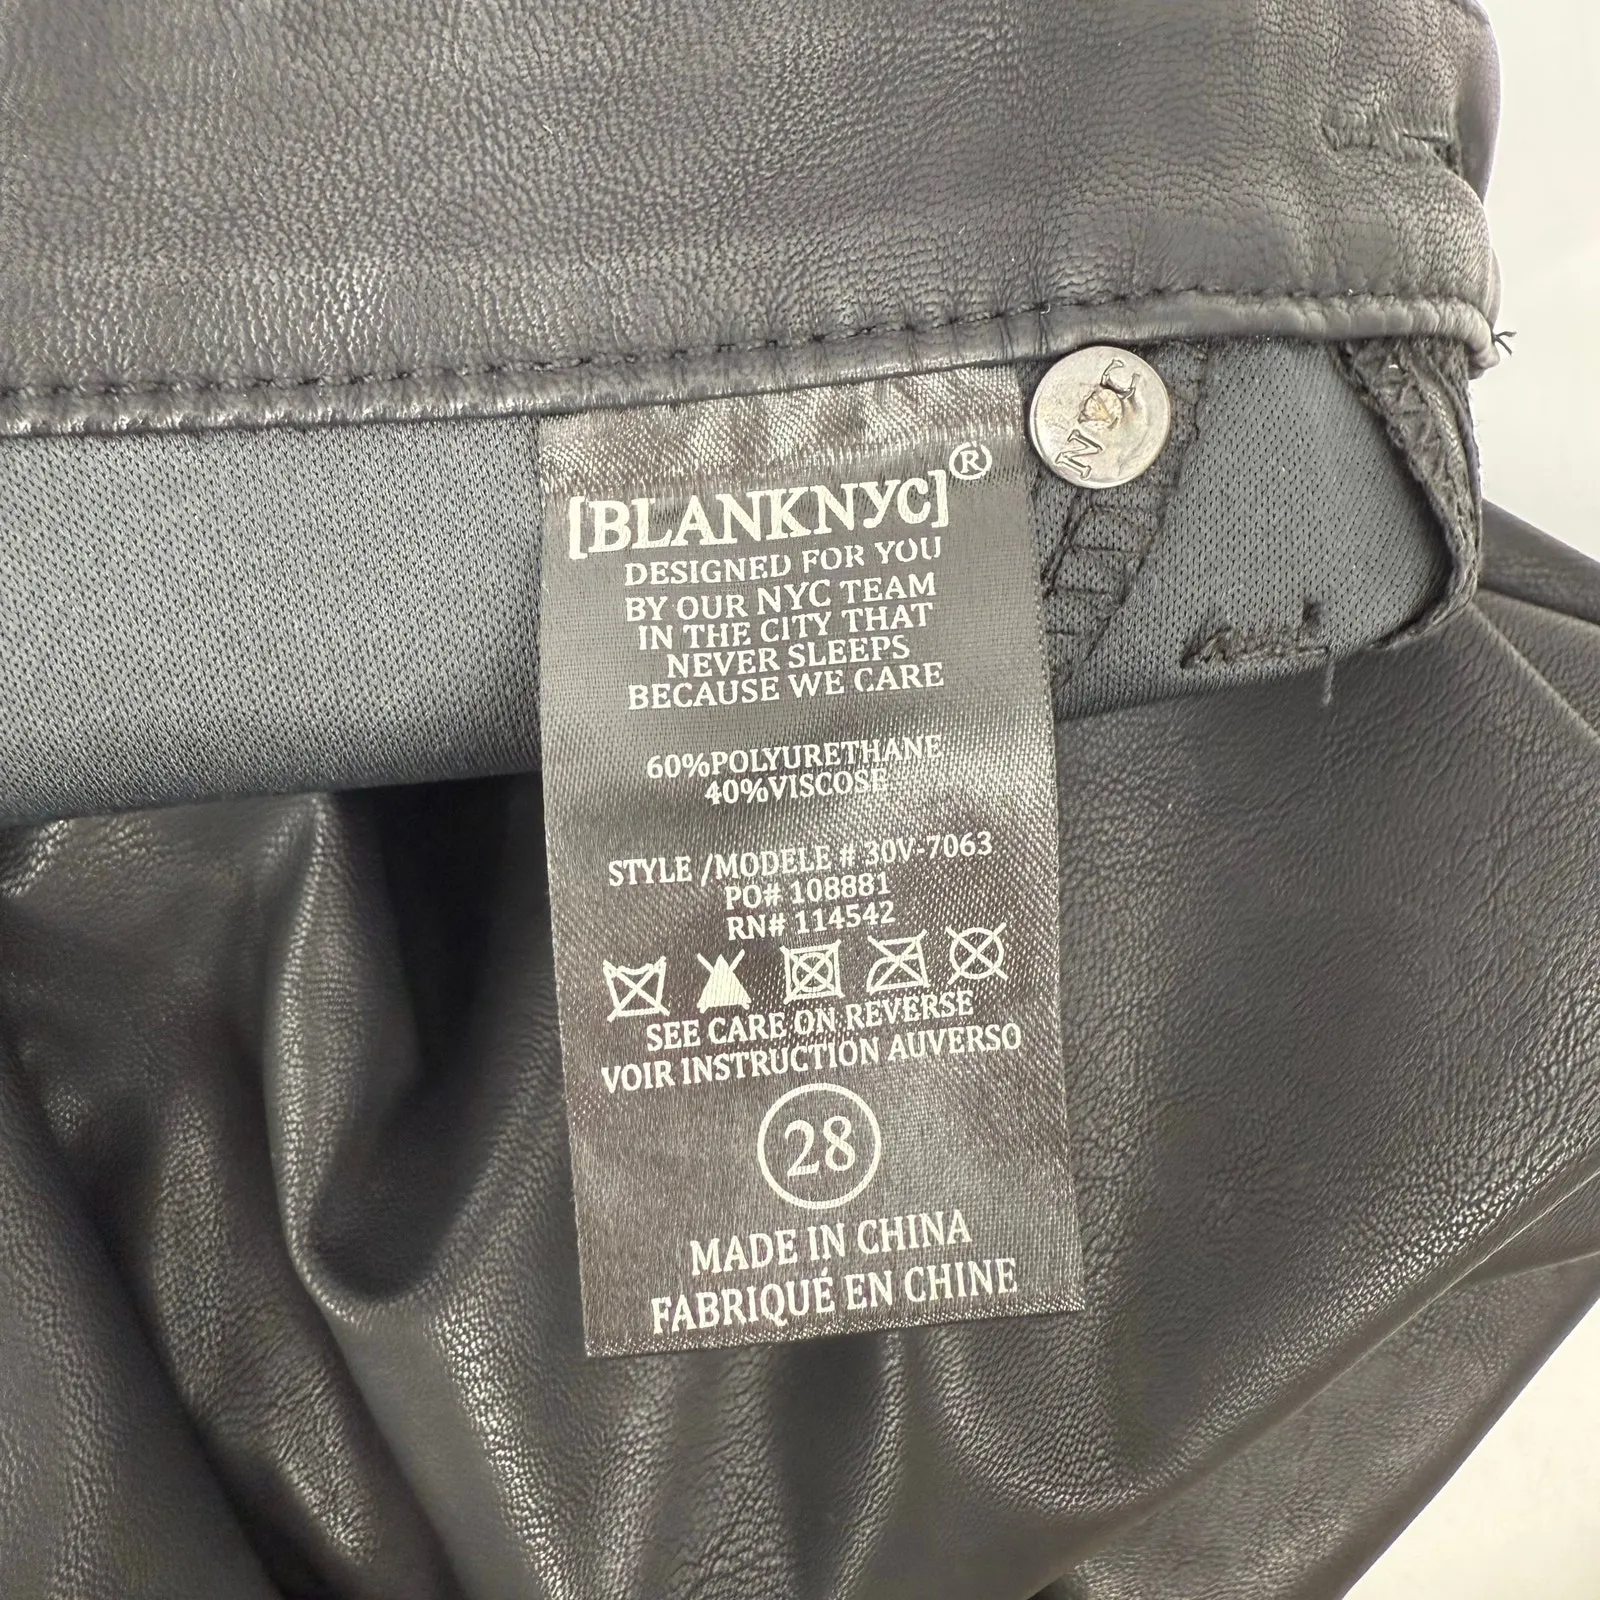 [BLANKNYC]®
DESIGNED FOR YOU
BY OUR NYC TEAM
IN THE CITY THAT
NEVER SLEEPS
BECAUSE WE CARE
60%POLYURETHANE
40%VISCOSE
STYLE /MODELE # 30V-7063
PO# 108881
RN# 114542
SEE CARE ON REVERSE
VOIR INSTRUCTION AUVERSO
28
MADE IN CHINA
FABRIQUÉ EN CHINE
NYC